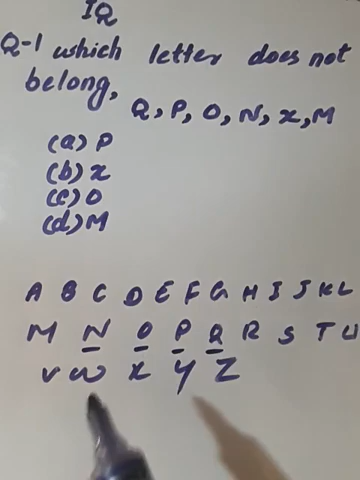 IQ
Q-1 which letter does not
belong,
Q, P, O, N, x, M
(a) P
(b) x
(c) O
(d) M
A B C D E F G H I J K L
M N O P Q R S T U
V W X Y Z